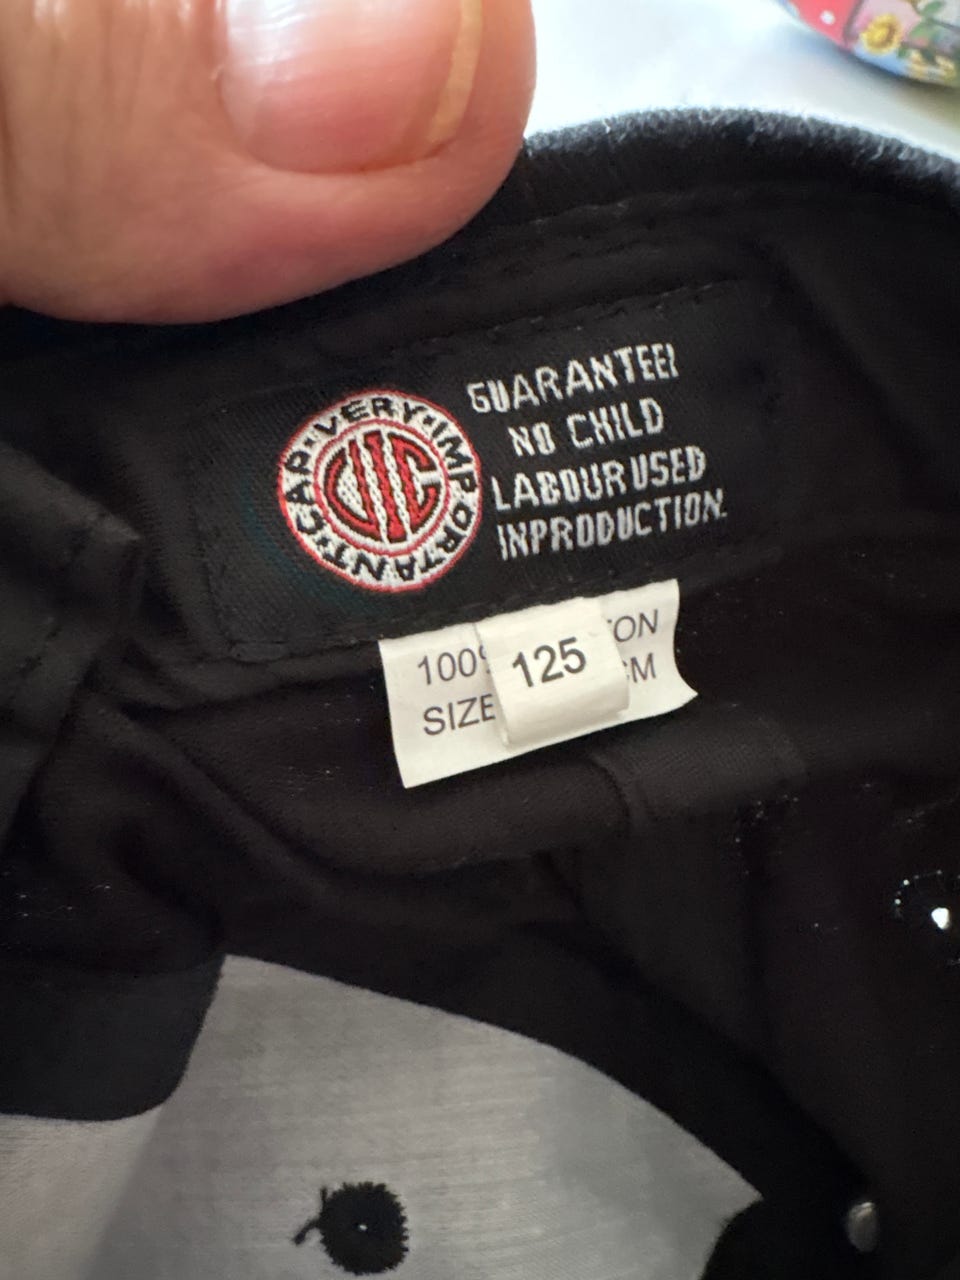 VERY·IMPORTANT·CAP·
VIC
GUARANTEE
NO CHILD
LABOUR USED
IN PRODUCTION.
100%
125
SIZE